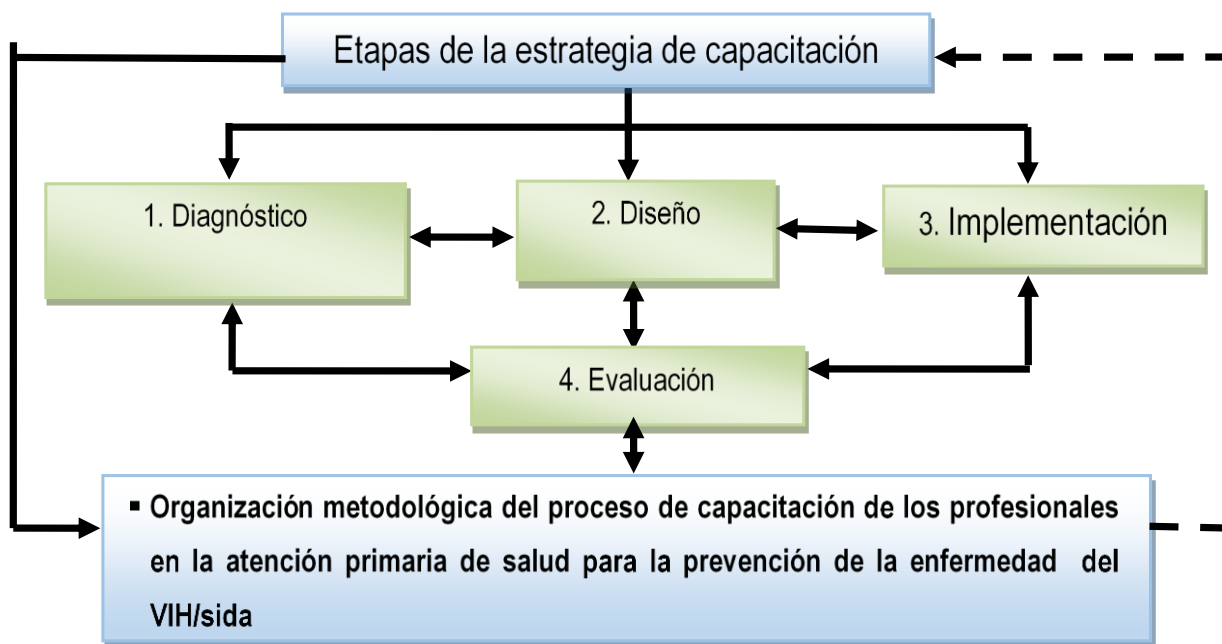 Etapas de la estrategia de capacitación
1. Diagnóstico
2. Diseño
3. Implementación
4. Evaluación
▪ Organización metodológica del proceso de capacitación de los profesionales
en la atención primaria de salud para la prevención de la enfermedad del
VIH/sida